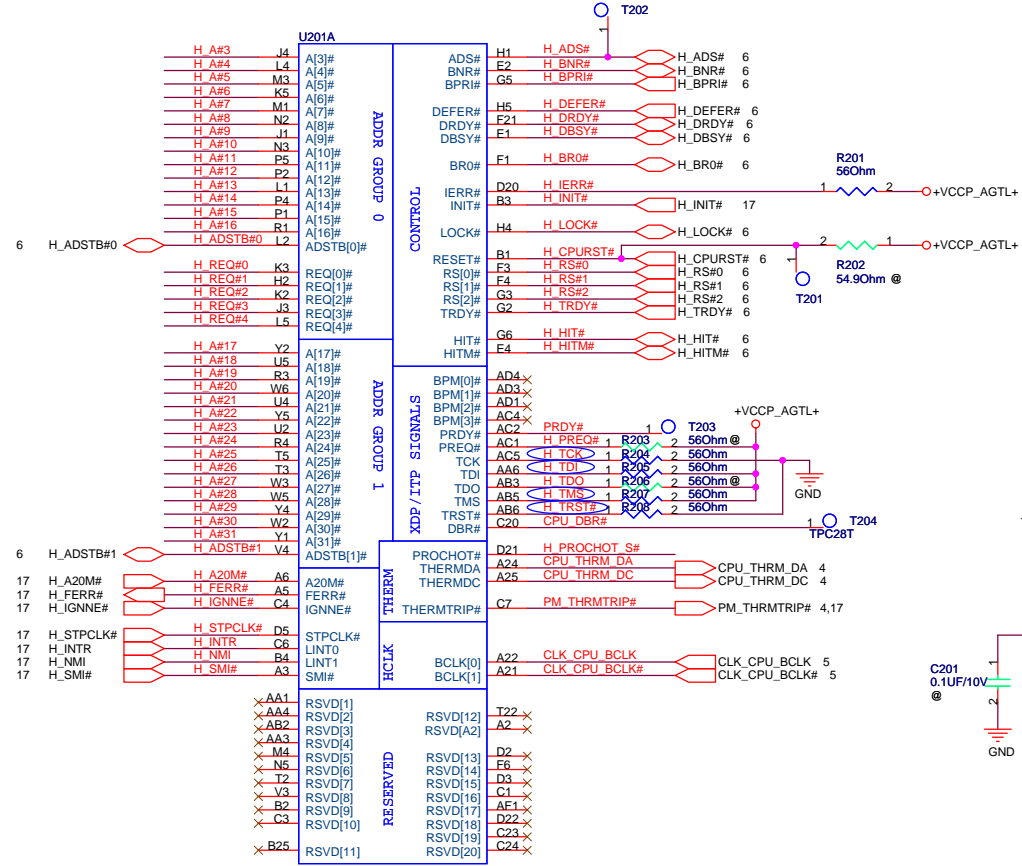 T202
1
U201A
H_A#3 J4 A[3]#
H_A#4 L4 A[4]#
H_A#5 M3 A[5]#
H_A#6 K5 A[6]#
H_A#7 M1 A[7]#
H_A#8 N2 A[8]#
H_A#9 J1 A[9]#
H_A#10 N3 A[10]#
H_A#11 P5 A[11]#
H_A#12 P2 A[12]#
H_A#13 L1 A[13]#
H_A#14 P4 A[14]#
H_A#15 P1 A[15]#
H_A#16 R1 A[16]#
6 H_ADSTB#0 H_ADSTB#0 L2 ADSTB[0]#
H_REQ#0 K3 REQ[0]#
H_REQ#1 H2 REQ[1]#
H_REQ#2 K2 REQ[2]#
H_REQ#3 J3 REQ[3]#
H_REQ#4 L5 REQ[4]#
ADDR GROUP 0
H_A#17 Y2 A[17]#
H_A#18 U5 A[18]#
H_A#19 R3 A[19]#
H_A#20 W6 A[20]#
H_A#21 U4 A[21]#
H_A#22 Y5 A[22]#
H_A#23 U2 A[23]#
H_A#24 R4 A[24]#
H_A#25 T5 A[25]#
H_A#26 T3 A[26]#
H_A#27 W3 A[27]#
H_A#28 W5 A[28]#
H_A#29 Y4 A[29]#
H_A#30 W2 A[30]#
H_A#31 Y1 A[31]#
6 H_ADSTB#1 H_ADSTB#1 V4 ADSTB[1]#
ADDR GROUP 1
17 H_A20M# H_A20M# A6 A20M#
17 H_FERR# H_FERR# A5 FERR#
17 H_IGNNE# H_IGNNE# C4 IGNNE#
17 H_STPCLK# H_STPCLK# D5 STPCLK#
17 H_INTR H_INTR C6 LINT0
17 H_NMI H_NMI B4 LINT1
17 H_SMI# H_SMI# A3 SMI#
AA1 RSVD[1]
AA4 RSVD[2]
AB2 RSVD[3]
AA3 RSVD[4]
M4 RSVD[5]
N5 RSVD[6]
T2 RSVD[7]
V3 RSVD[8]
B2 RSVD[9]
C3 RSVD[10]
B25 RSVD[11]
CONTROL
ADS# H1 H_ADS# H_ADS# 6
BNR# E2 H_BNR# H_BNR# 6
BPRI# G5 H_BPRI# H_BPRI# 6
DEFER# H5 H_DEFER# H_DEFER# 6
DRDY# F21 H_DRDY# H_DRDY# 6
DBSY# E1 H_DBSY# H_DBSY# 6
BR0# F1 H_BR0# H_BR0# 6
R201
56Ohm
IERR# D20 H_IERR# 1 2 +VCCP_AGTL+
INIT# B3 H_INIT# H_INIT# 17
LOCK# H4 H_LOCK# H_LOCK# 6
2 1 +VCCP_AGTL+
R202
54.9Ohm @
1
T201
RESET# B1 H_CPURST# H_CPURST# 6
RS[0]# F3 H_RS#0 H_RS#0 6
RS[1]# F4 H_RS#1 H_RS#1 6
RS[2]# G3 H_RS#2 H_RS#2 6
TRDY# G2 H_TRDY# H_TRDY# 6
HIT# G6 H_HIT# H_HIT# 6
HITM# E4 H_HITM# H_HITM# 6
XDP/ITP SIGNALS
BPM[0]# AD4
BPM[1]# AD3
BPM[2]# AD1
BPM[3]# AC4
+VCCP_AGTL+
PRDY# AC2 PRDY# 1 T203
PREQ# AC1 H_PREQ# 1 R203 2 56Ohm @
TCK AC5 H_TCK 1 R204 2 56Ohm
TDI AA6 H_TDI 1 R205 2 56Ohm
TDO AB3 H_TDO 1 R206 2 56Ohm @
TMS AB5 H_TMS 1 R207 2 56Ohm
TRST# AB6 H_TRST# 1 R208 2 56Ohm
GND
DBR# C20 CPU_DBR# 1 T204
TPC28T
THERM
PROCHOT# D21 H_PROCHOT_S#
THERMDA A24 CPU_THRM_DA CPU_THRM_DA 4
THERMDC A25 CPU_THRM_DC CPU_THRM_DC 4
THERMTRIP# C7 PM_THRMTRIP# PM_THRMTRIP# 4,17
HCLK
BCLK[0] A22 CLK_CPU_BCLK CLK_CPU_BCLK 5
BCLK[1] A21 CLK_CPU_BCLK# CLK_CPU_BCLK# 5
RESERVED
RSVD[12] T22
RSVD[A2] A2
RSVD[13] D2
RSVD[14] F6
RSVD[15] D3
RSVD[16] C1
RSVD[17] AF1
RSVD[18] D22
RSVD[19] C23
RSVD[20] C24
1
C201
0.1UF/10V
@
2
GND